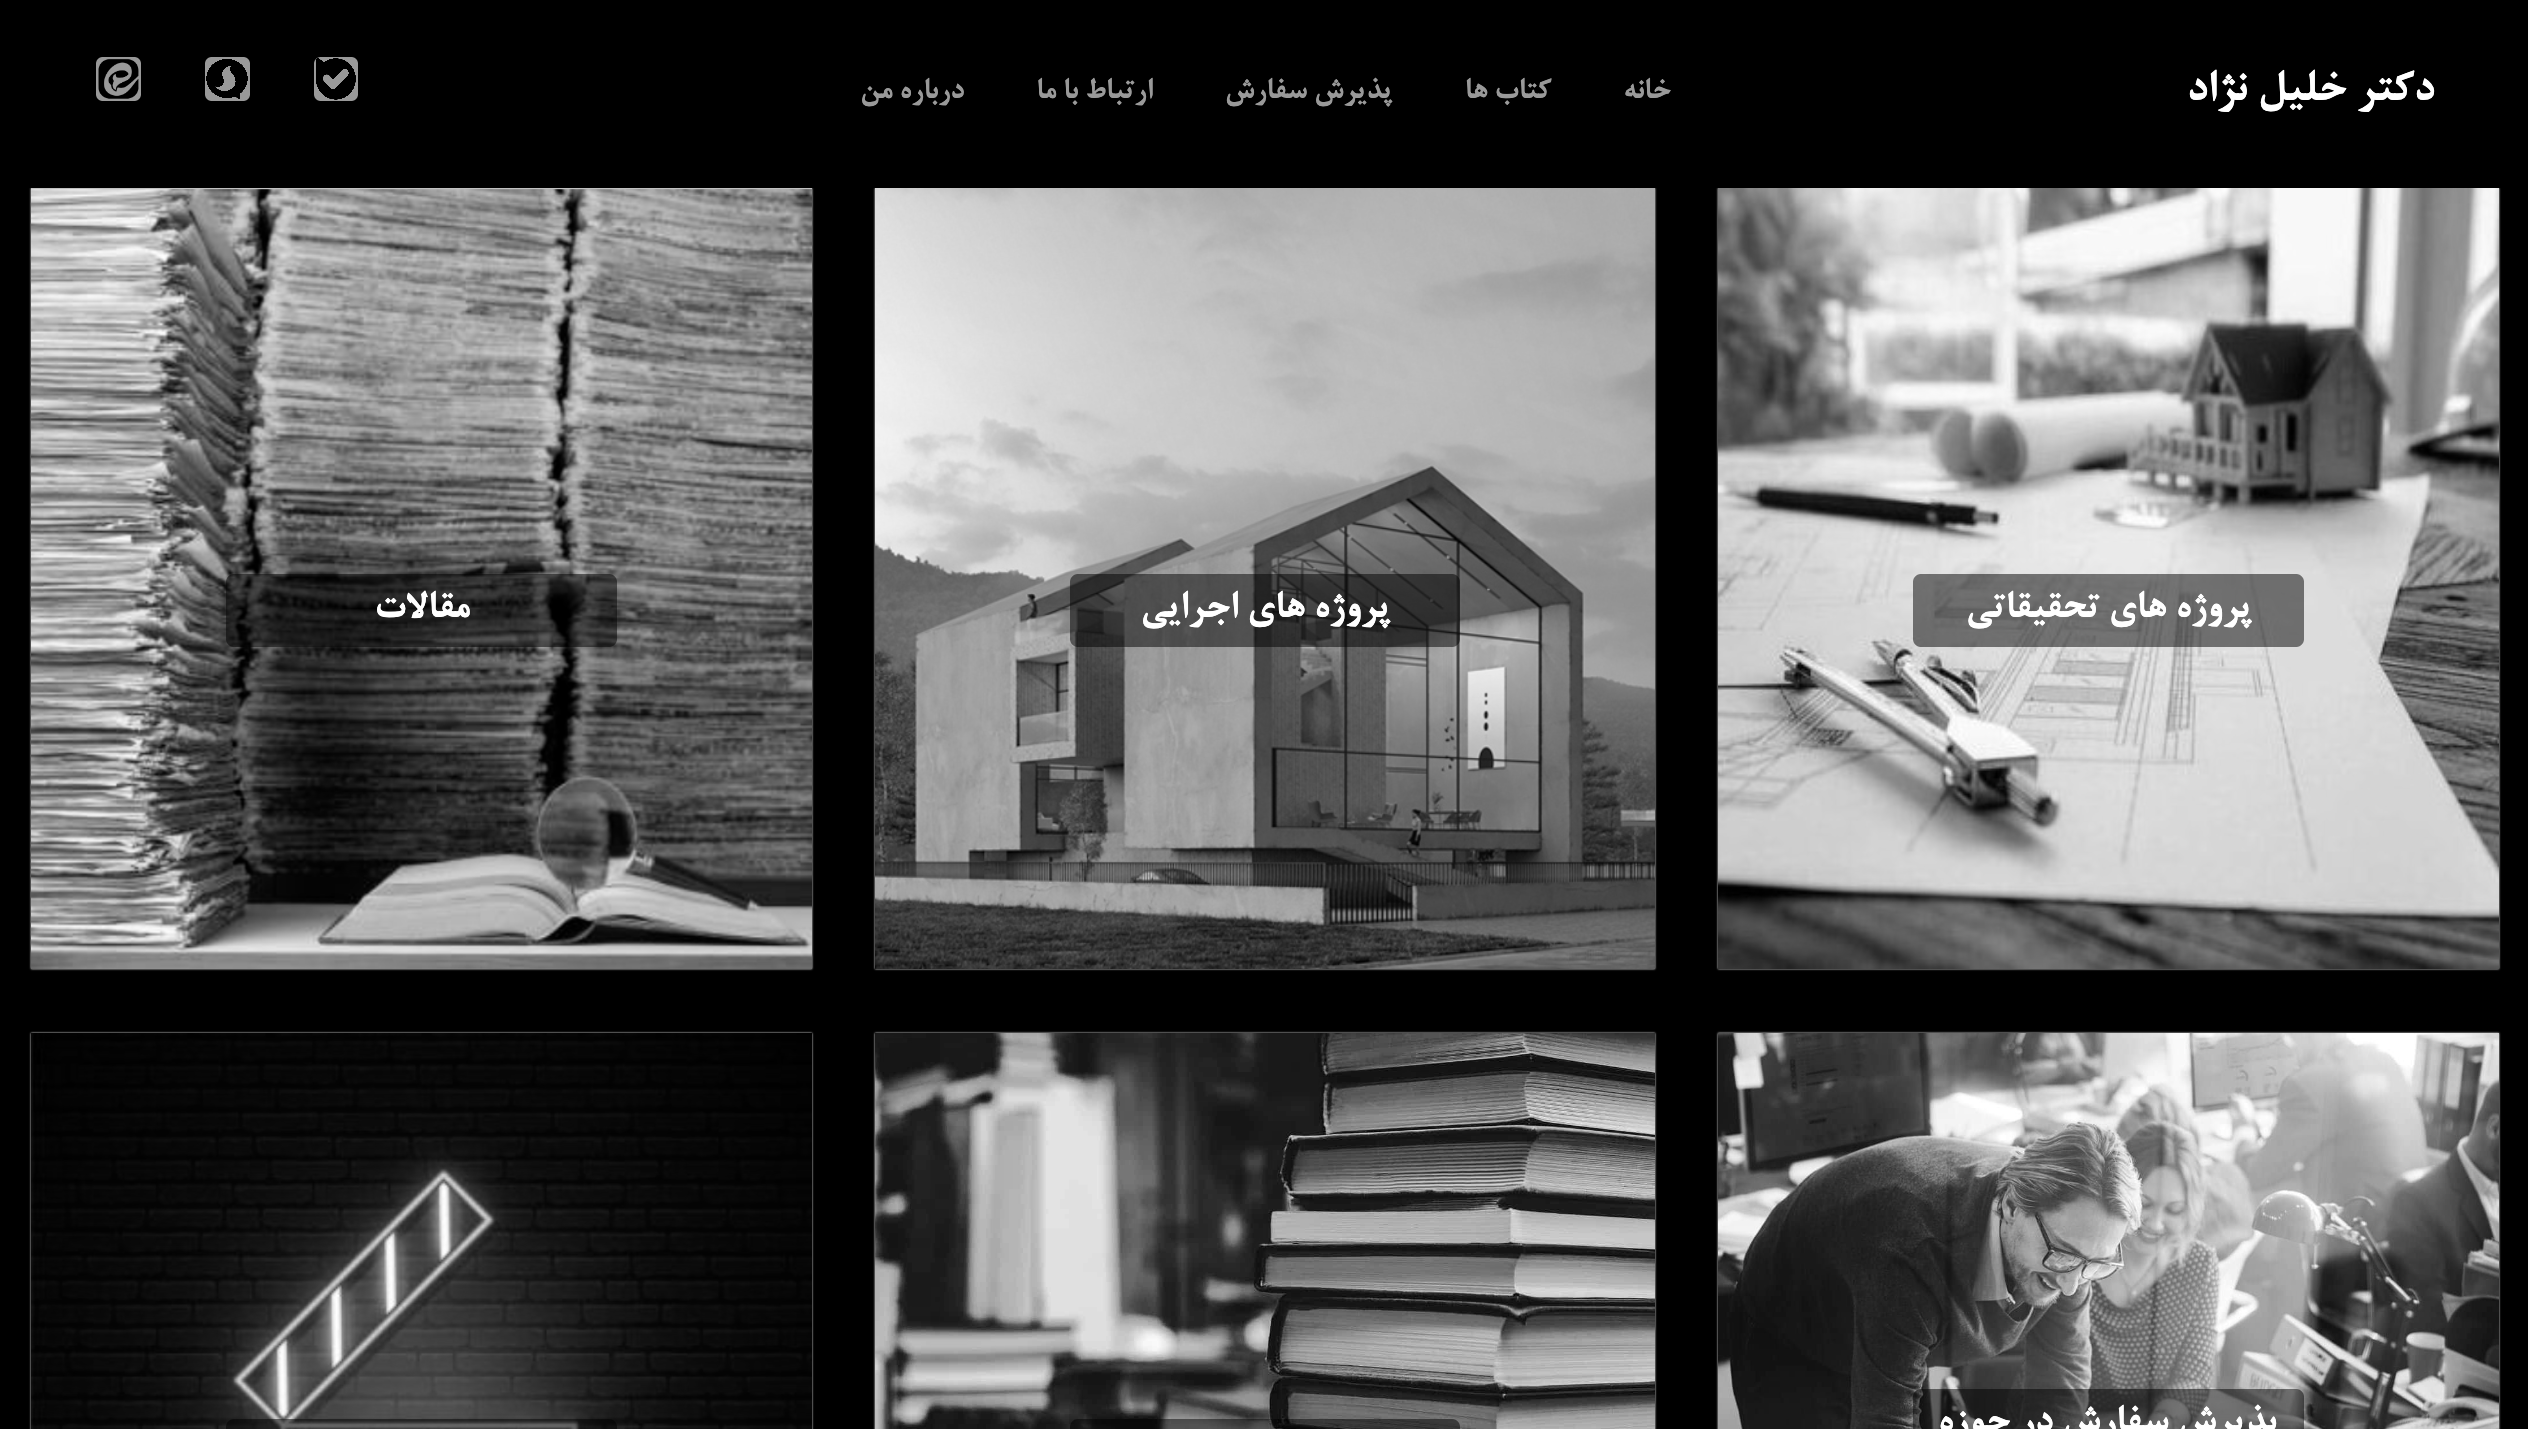 دکتر خلیل نژاد
خانه
کتاب ها
پذیرش سفارش
ارتباط با ما
درباره من
پروژه های تحقیقاتی
پروژه های اجرایی
مقالات
پذیرش سفارش در حوزه